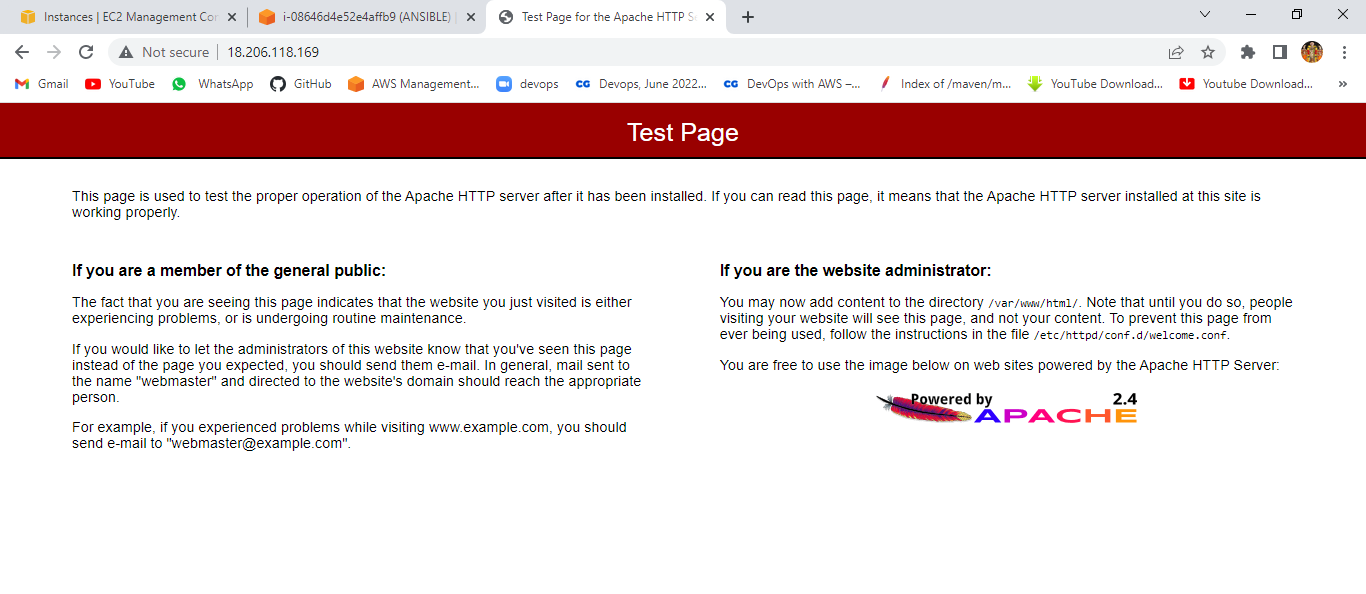 Instances | EC2 Management Con
i-08646d4e52e4affb9 (ANSIBLE) |
Test Page for the Apache HTTP S
Not secure
18.206.118.169
Gmail
YouTube
WhatsApp
GitHub
AWS Management...
devops
CG Devops, June 2022...
CG DevOps with AWS –...
Index of /maven/m...
YouTube Download...
Youtube Download...
»
Test Page
This page is used to test the proper operation of the Apache HTTP server after it has been installed. If you can read this page, it means that the Apache HTTP server installed at this site is
working properly.
If you are a member of the general public:
The fact that you are seeing this page indicates that the website you just visited is either
experiencing problems, or is undergoing routine maintenance.
If you would like to let the administrators of this website know that you've seen this page
instead of the page you expected, you should send them e-mail. In general, mail sent to
the name "webmaster" and directed to the website's domain should reach the appropriate
person.
For example, if you experienced problems while visiting www.example.com, you should
send e-mail to "webmaster@example.com".
If you are the website administrator:
You may now add content to the directory /var/www/html/. Note that until you do so, people
visiting your website will see this page, and not your content. To prevent this page from
ever being used, follow the instructions in the file /etc/httpd/conf.d/welcome.conf.
You are free to use the image below on web sites powered by the Apache HTTP Server:
Powered by 2.4
APACHE